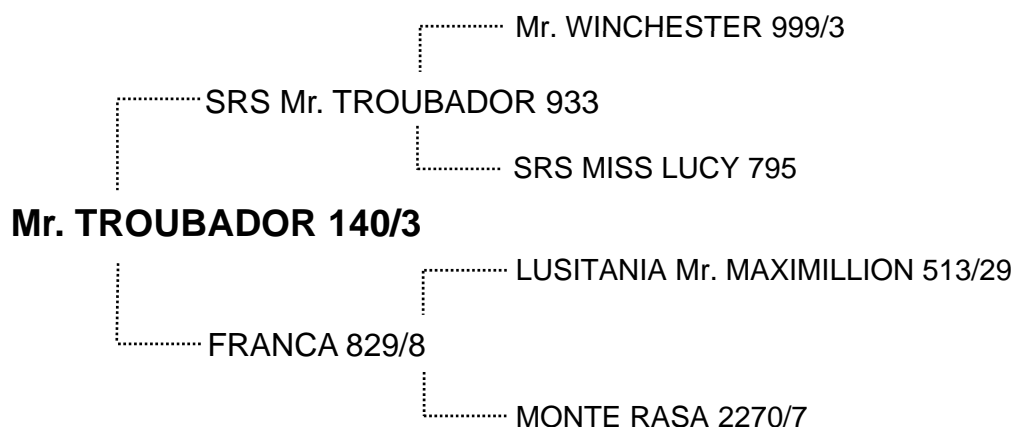 Mr. WINCHESTER 999/3
SRS Mr. TROUBADOR 933
SRS MISS LUCY 795
Mr. TROUBADOR 140/3
LUSITANIA Mr. MAXIMILLION 513/29
FRANCA 829/8
MONTE RASA 2270/7